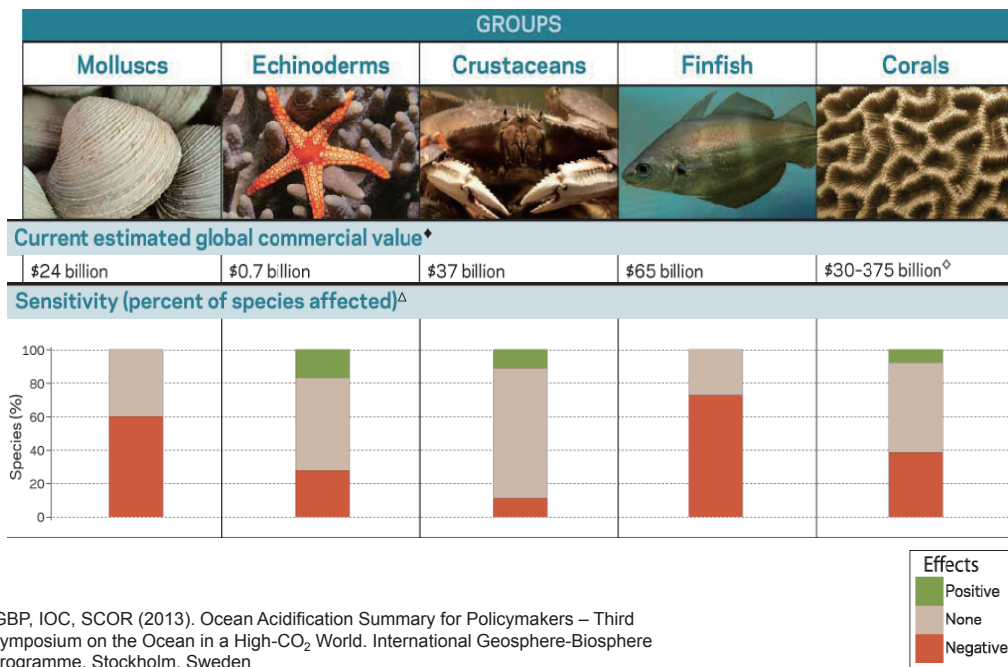 GROUPS
Molluscs Echinoderms Crustaceans Finfish Corals
Current estimated global commercial value♦
$24 billion $0.7 billion $37 billion $65 billion $30-375 billion◇
Sensitivity (percent of species affected)△
Species (%)
100
80
60
40
20
0
Effects
Positive
None
Negative
GBP, IOC, SCOR (2013). Ocean Acidification Summary for Policymakers – Third
ymposium on the Ocean in a High-CO₂ World. International Geosphere-Biosphere
rogramme, Stockholm, Sweden